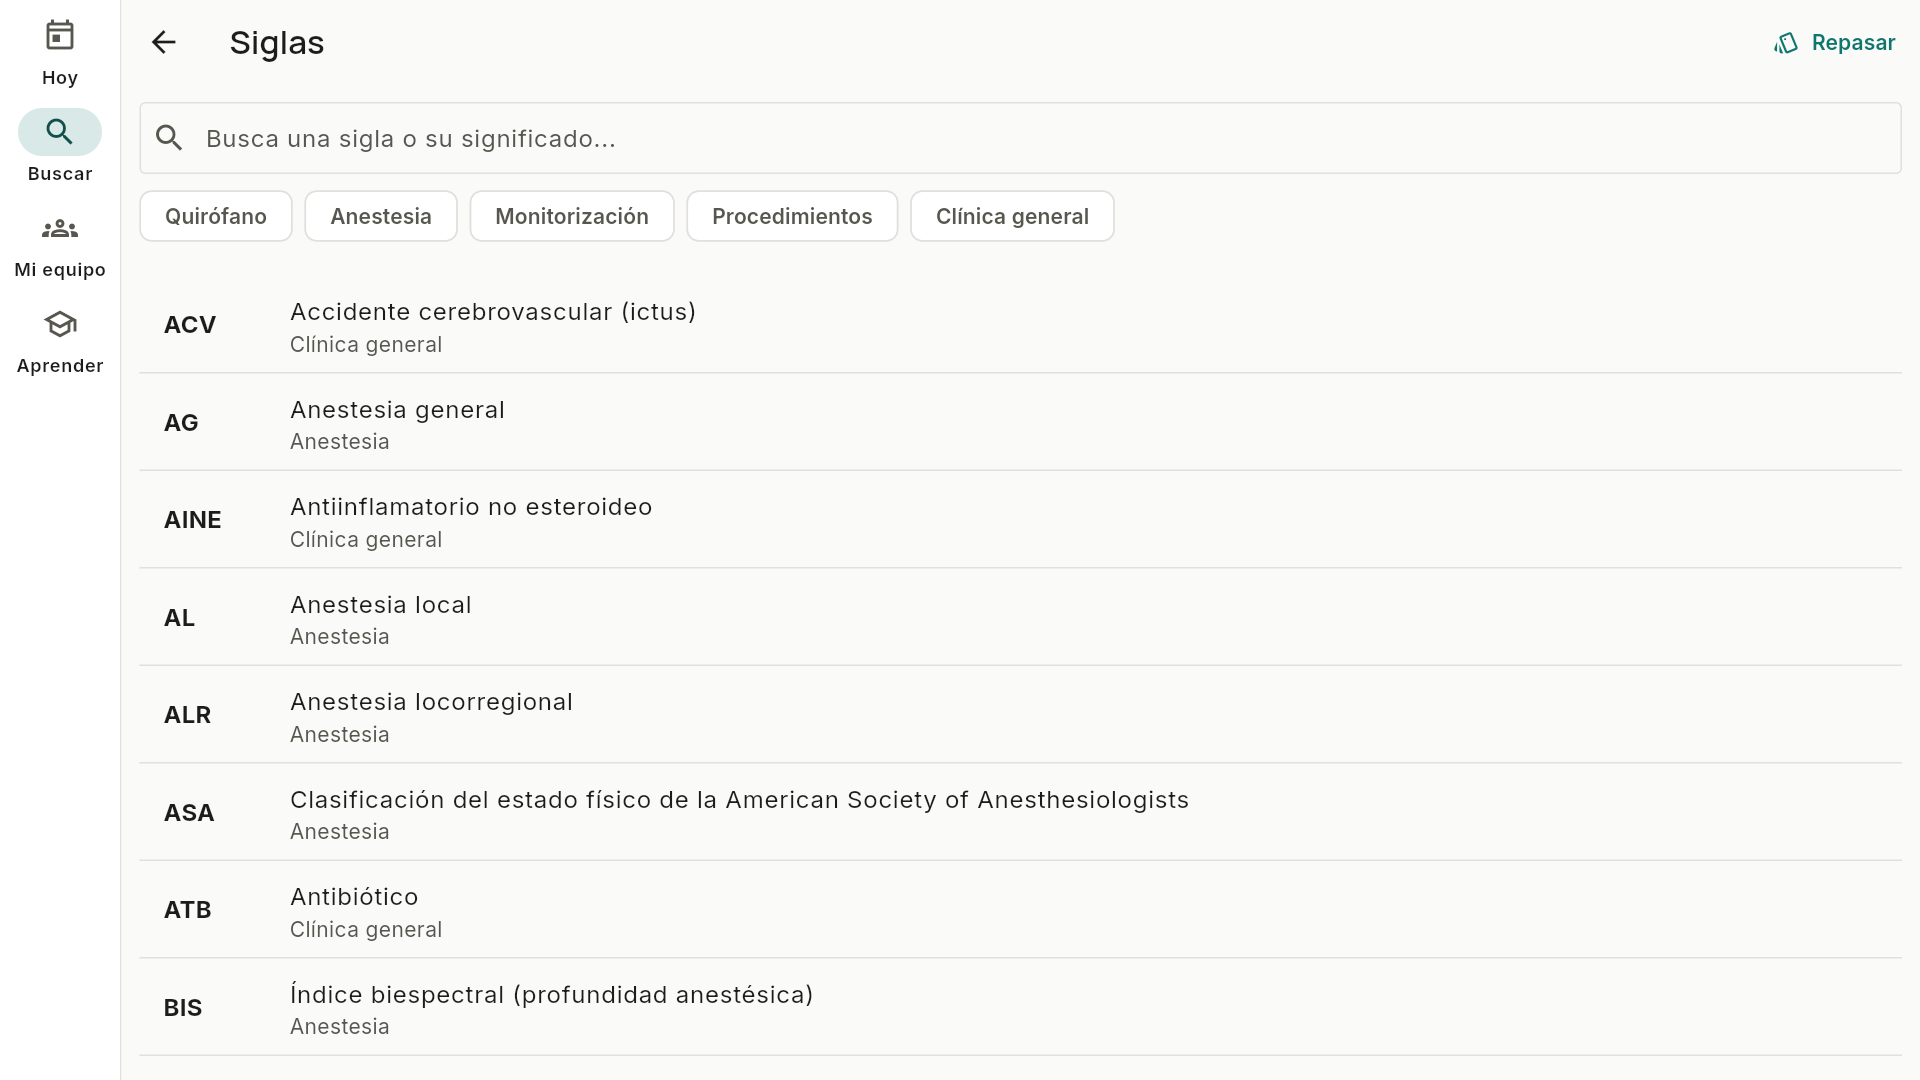 Hoy
Buscar
Mi equipo
Aprender
Siglas
Repasar
Busca una sigla o su significado...
Quirófano
Anestesia
Monitorización
Procedimientos
Clínica general
ACV
Accidente cerebrovascular (ictus)
Clínica general
AG
Anestesia general
Anestesia
AINE
Antiinflamatorio no esteroideo
Clínica general
AL
Anestesia local
Anestesia
ALR
Anestesia locorregional
Anestesia
ASA
Clasificación del estado físico de la American Society of Anesthesiologists
Anestesia
ATB
Antibiótico
Clínica general
BIS
Índice biespectral (profundidad anestésica)
Anestesia